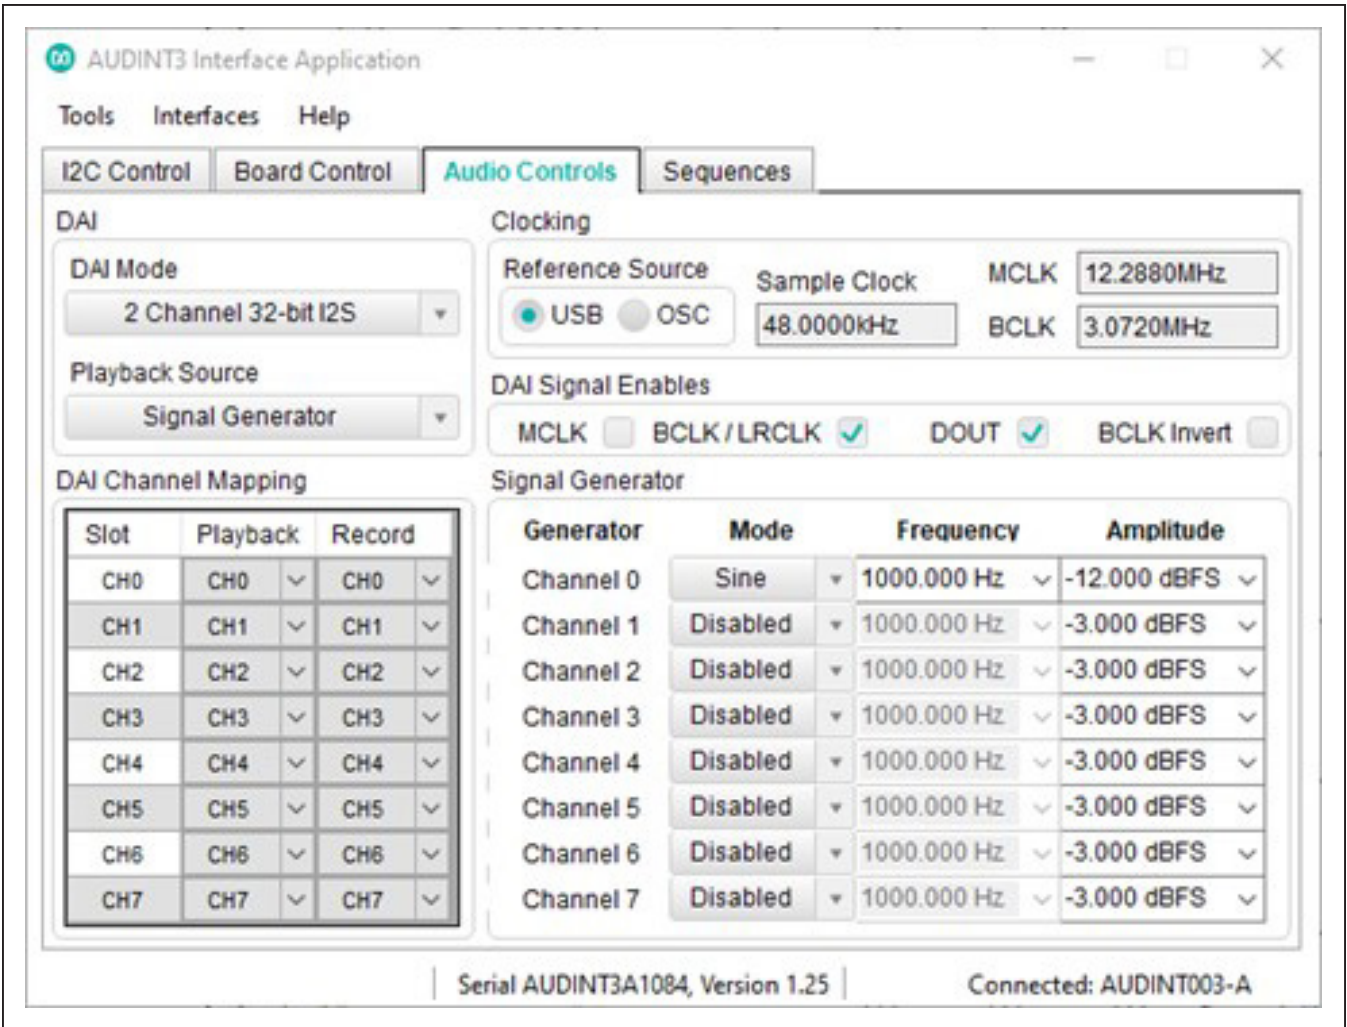 AUDINT3 Interface Application
Tools Interfaces Help
I2C Control Board Control Audio Controls Sequences
DAI
DAI Mode
2 Channel 32-bit I2S
Playback Source
Signal Generator
Clocking
Reference Source
USB OSC
Sample Clock
48.0000kHz
MCLK 12.2880MHz
BCLK 3.0720MHz
DAI Signal Enables
MCLK BCLK / LRCLK DOUT BCLK Invert
DAI Channel Mapping
Slot Playback Record
CH0 CH0 CH0
CH1 CH1 CH1
CH2 CH2 CH2
CH3 CH3 CH3
CH4 CH4 CH4
CH5 CH5 CH5
CH6 CH6 CH6
CH7 CH7 CH7
Signal Generator
Generator Mode Frequency Amplitude
Channel 0 Sine 1000.000 Hz -12.000 dBFS
Channel 1 Disabled 1000.000 Hz -3.000 dBFS
Channel 2 Disabled 1000.000 Hz -3.000 dBFS
Channel 3 Disabled 1000.000 Hz -3.000 dBFS
Channel 4 Disabled 1000.000 Hz -3.000 dBFS
Channel 5 Disabled 1000.000 Hz -3.000 dBFS
Channel 6 Disabled 1000.000 Hz -3.000 dBFS
Channel 7 Disabled 1000.000 Hz -3.000 dBFS
Serial AUDINT3A1084, Version 1.25 Connected: AUDINT003-A